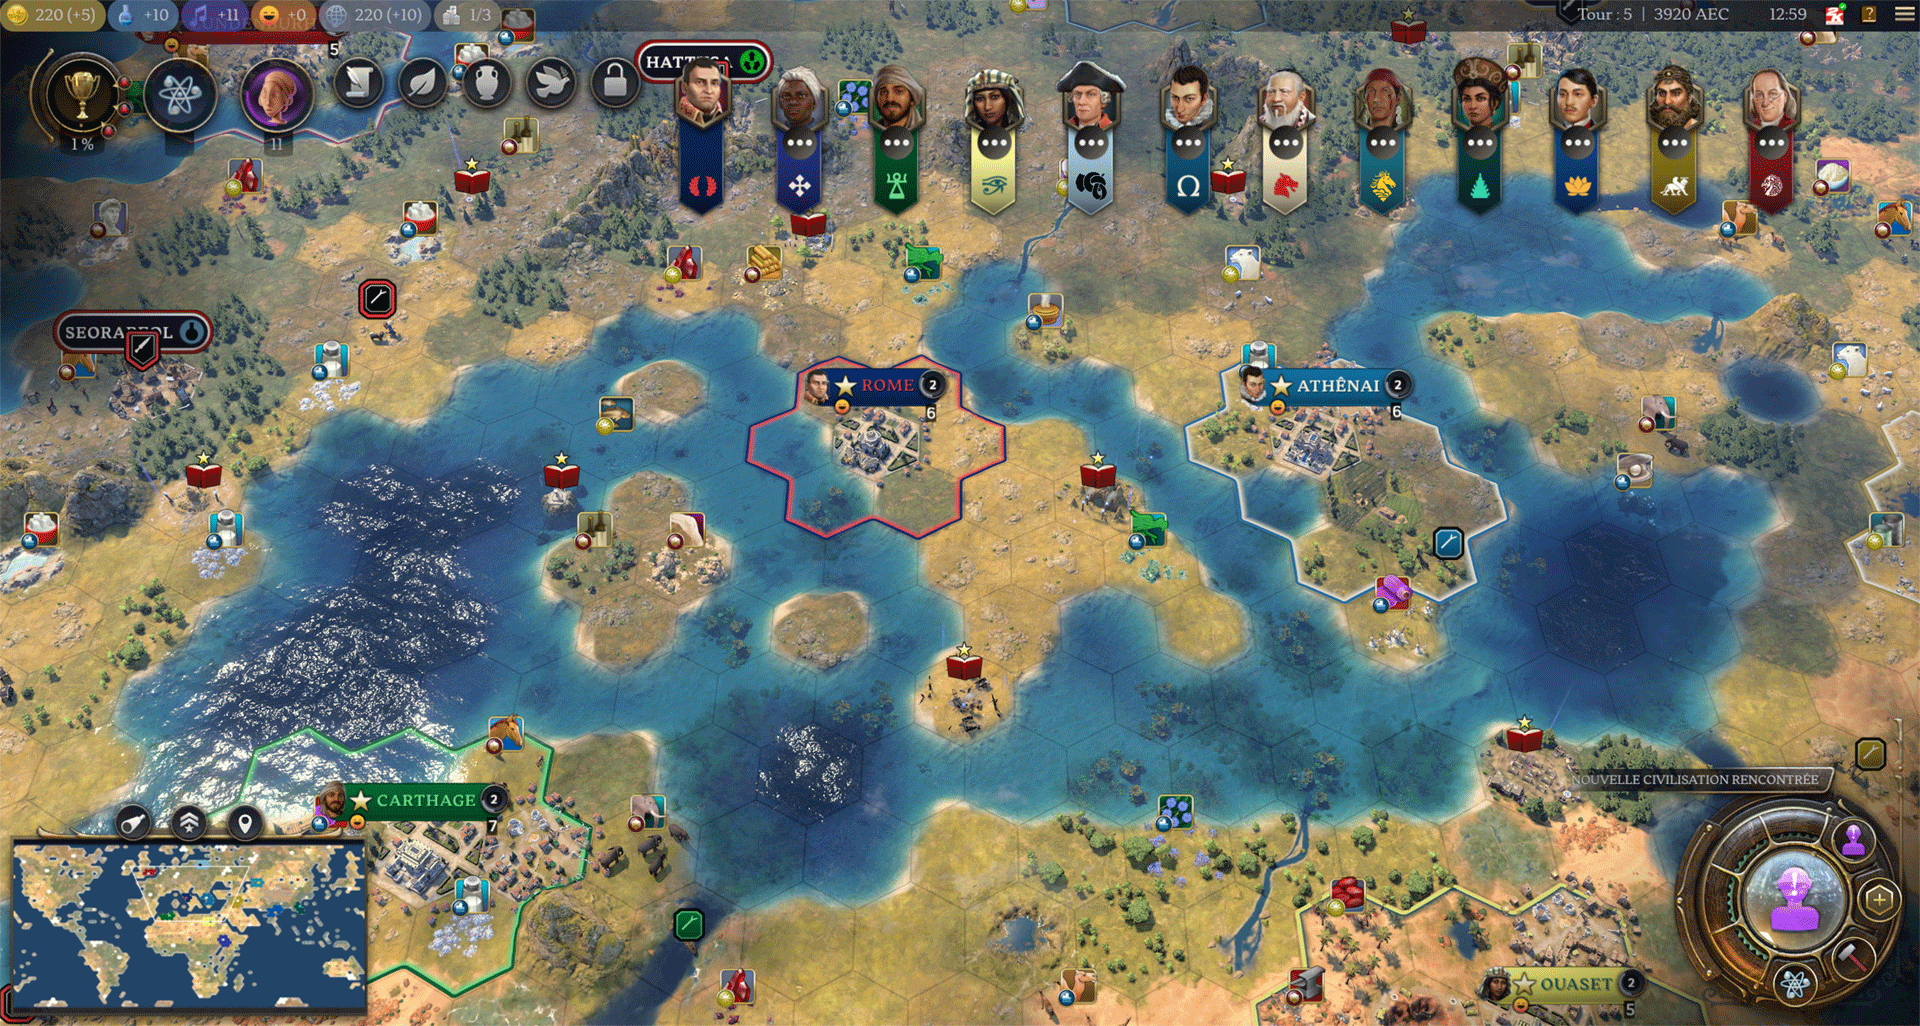 220 (+5)
+10
+11
+0
220 (+10)
1/3
Tour : 5 | 3920 AEC
12:59
?
5
1 %
11
SEORABEOL
ROME
2
6
ATHÊNAI
2
6
CARTHAGE
2
7
NOUVELLE CIVILISATION RENCONTRÉE
OUASET
2
5